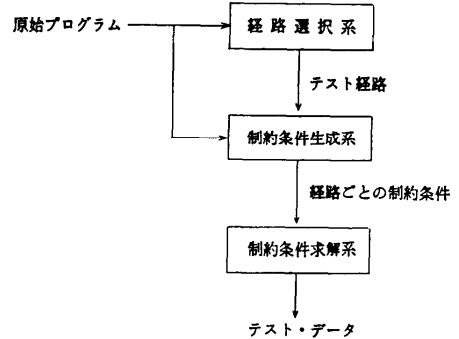 原始プログラム
経路選択系
テスト経路
制約条件生成系
経路ごとの制約条件
制約条件求解系
テスト・データ